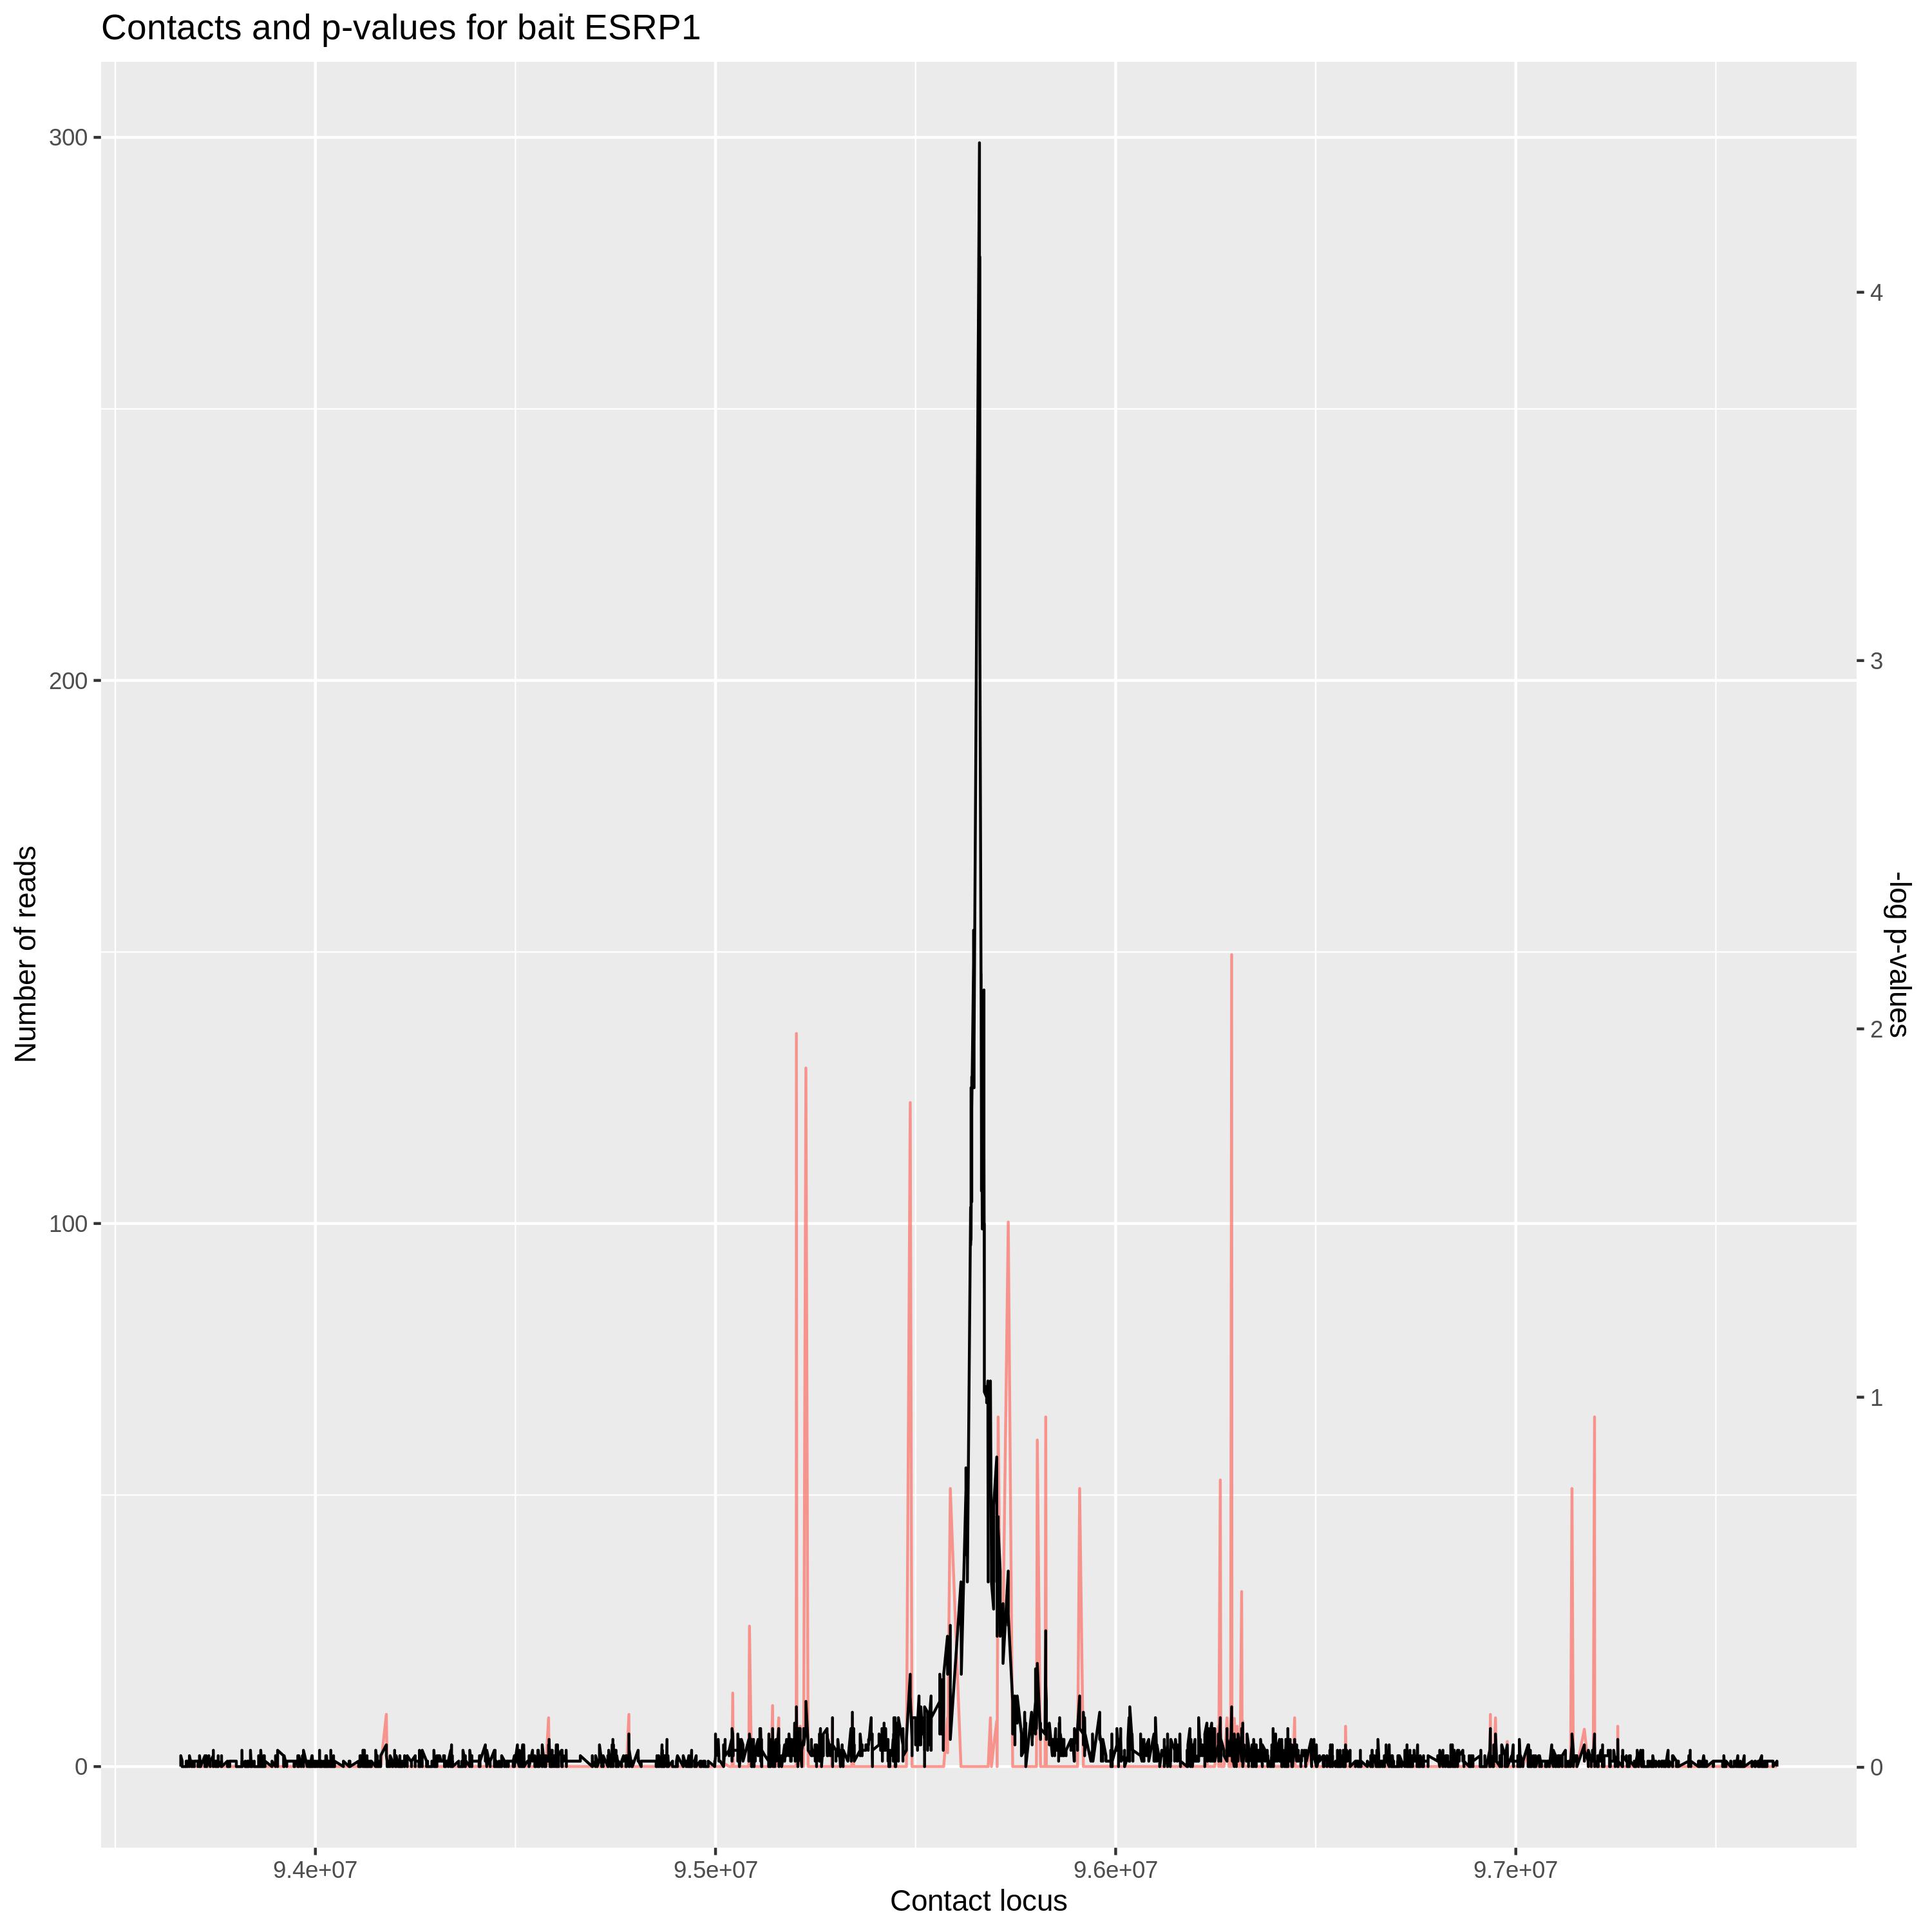 Contacts and p-values for bait ESRP1
300
200
100
0
Number of reads
4
3
2
1
0
-log p-values
9.4e+07
9.5e+07
9.6e+07
9.7e+07
Contact locus